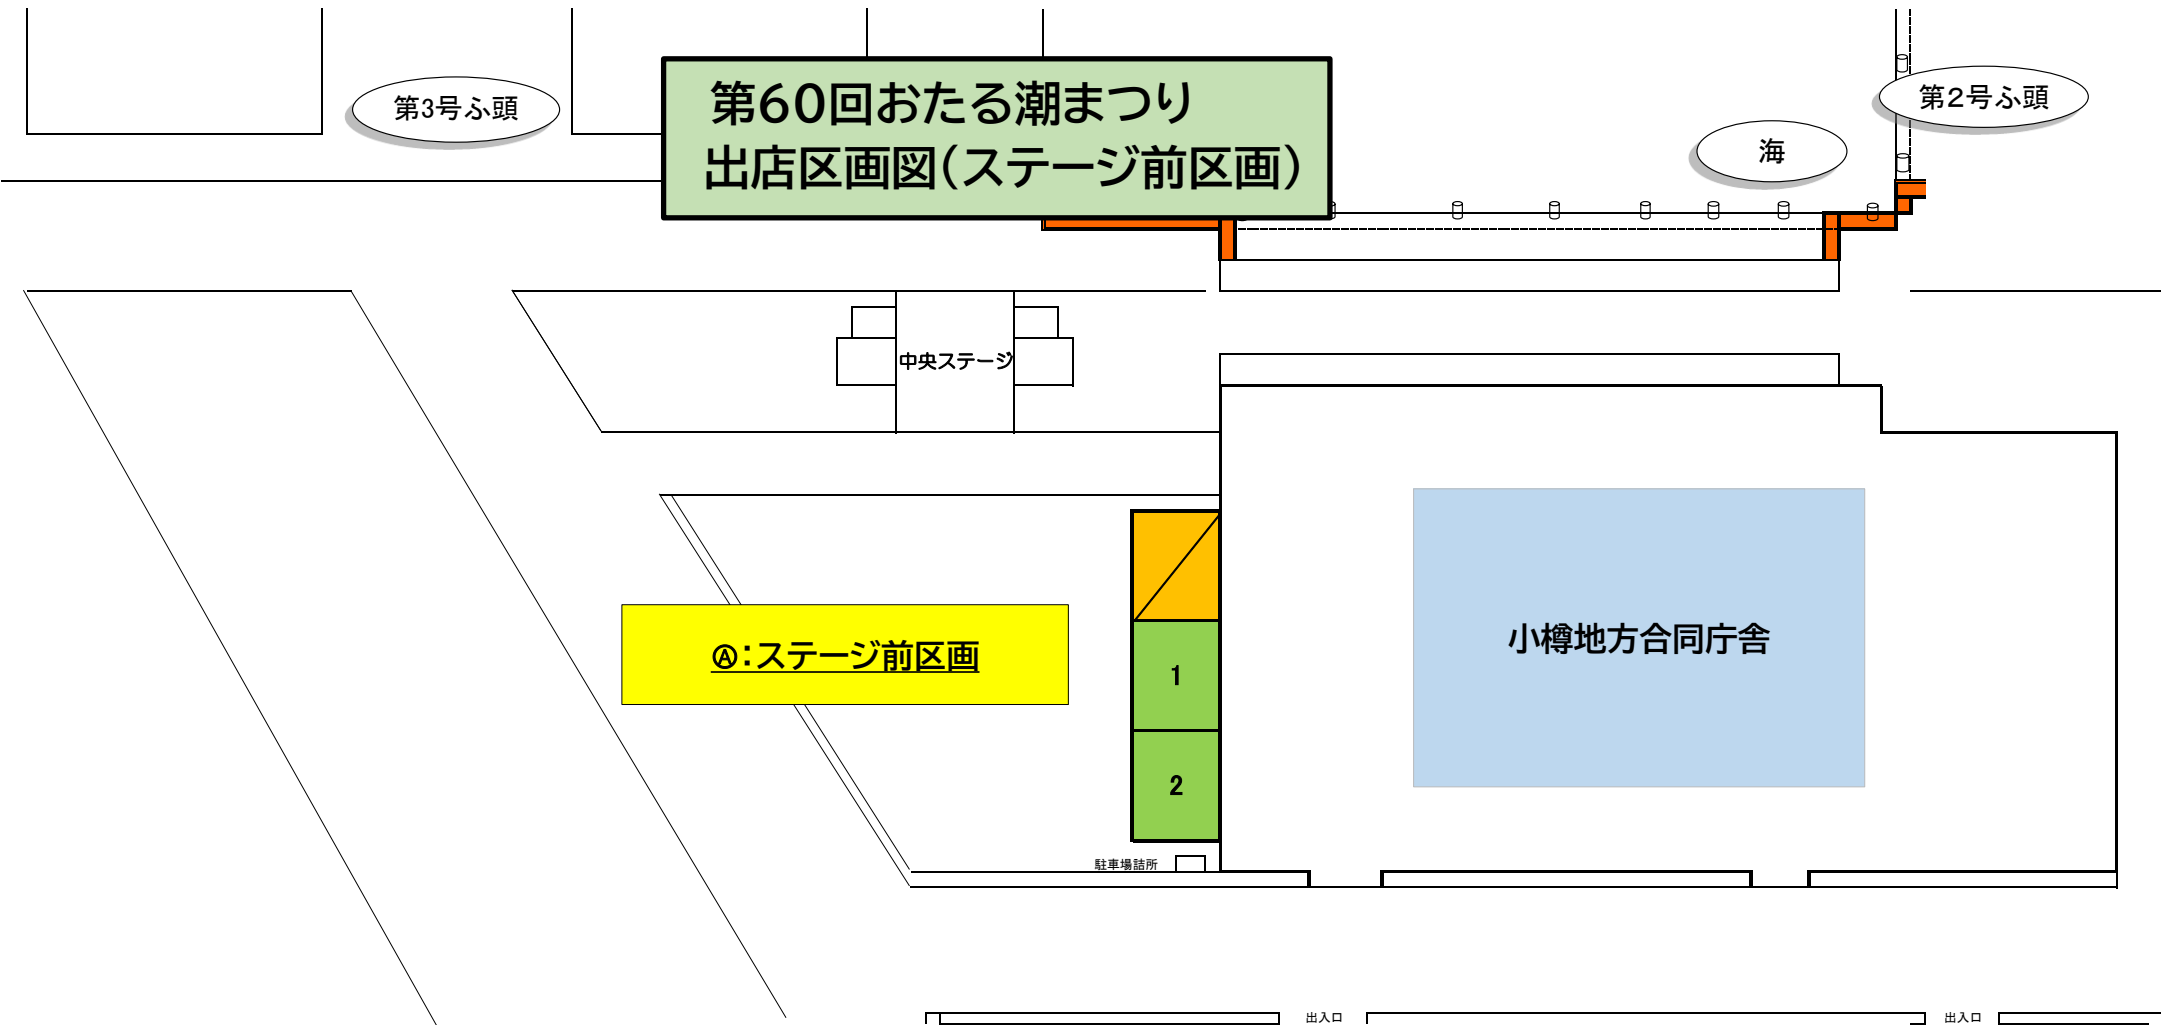 第60回おたる潮まつり
出店区画図(ステージ前区画)
第3号ふ頭
第2号ふ頭
海
中央ステージ
Ⓐ:ステージ前区画
1
2
小樽地方合同庁舎
駐車場詰所
出入口
出入口